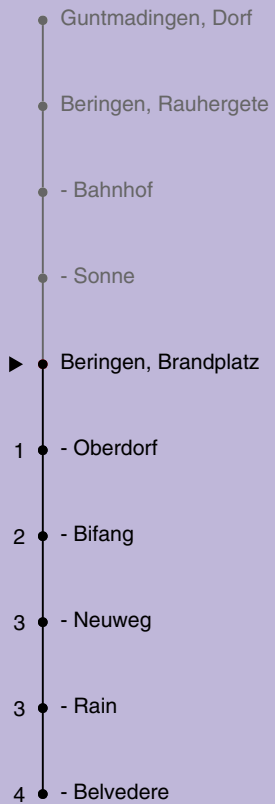 Guntmadingen, Dorf
Beringen, Rauhergete
- Bahnhof
- Sonne
Beringen, Brandplatz
1 - Oberdorf
2 - Bifang
3 - Neuweg
3 - Rain
4 - Belvedere